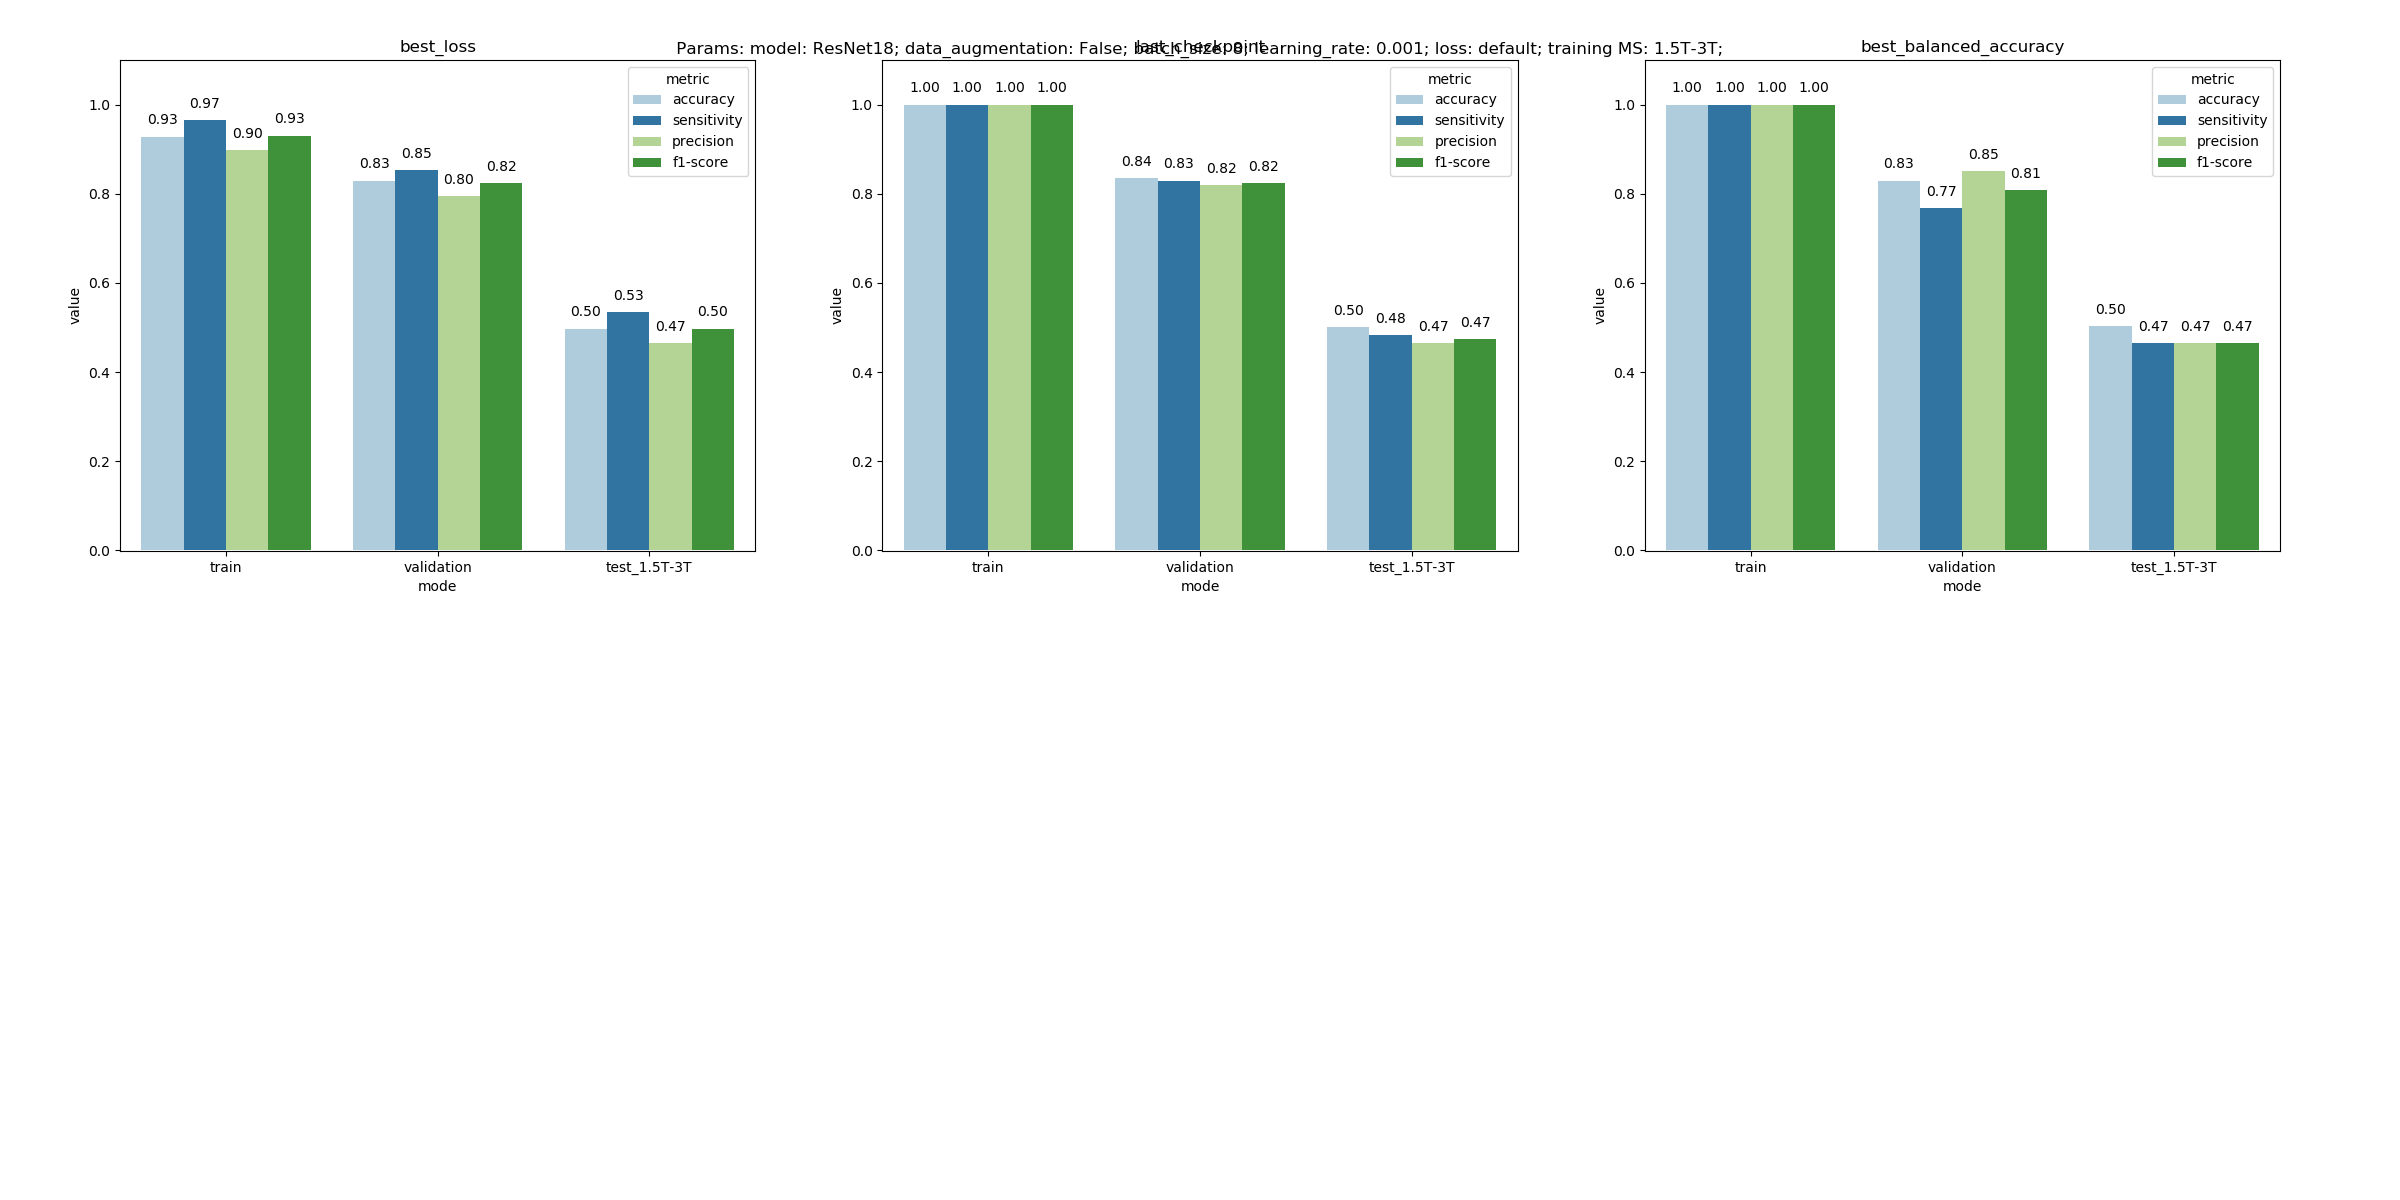 best_loss
Params: model: ResNet18; data_augmentation: False; batch_size: 8; learning_rate: 0.001; loss: default; training MS: 1.5T-3T;
last_checkpoint
best_balanced_accuracy
metric
accuracy
sensitivity
precision
f1-score
0.93
0.97
0.90
0.93
0.83
0.85
0.80
0.82
0.50
0.53
0.47
0.50
1.0
0.8
0.6
0.4
0.2
0.0
value
train
validation
test_1.5T-3T
mode
metric
accuracy
sensitivity
precision
f1-score
1.00
1.00
1.00
1.00
0.84
0.83
0.82
0.82
0.50
0.48
0.47
0.47
1.0
0.8
0.6
0.4
0.2
0.0
value
train
validation
test_1.5T-3T
mode
metric
accuracy
sensitivity
precision
f1-score
1.00
1.00
1.00
1.00
0.83
0.77
0.85
0.81
0.50
0.47
0.47
0.47
1.0
0.8
0.6
0.4
0.2
0.0
value
train
validation
test_1.5T-3T
mode